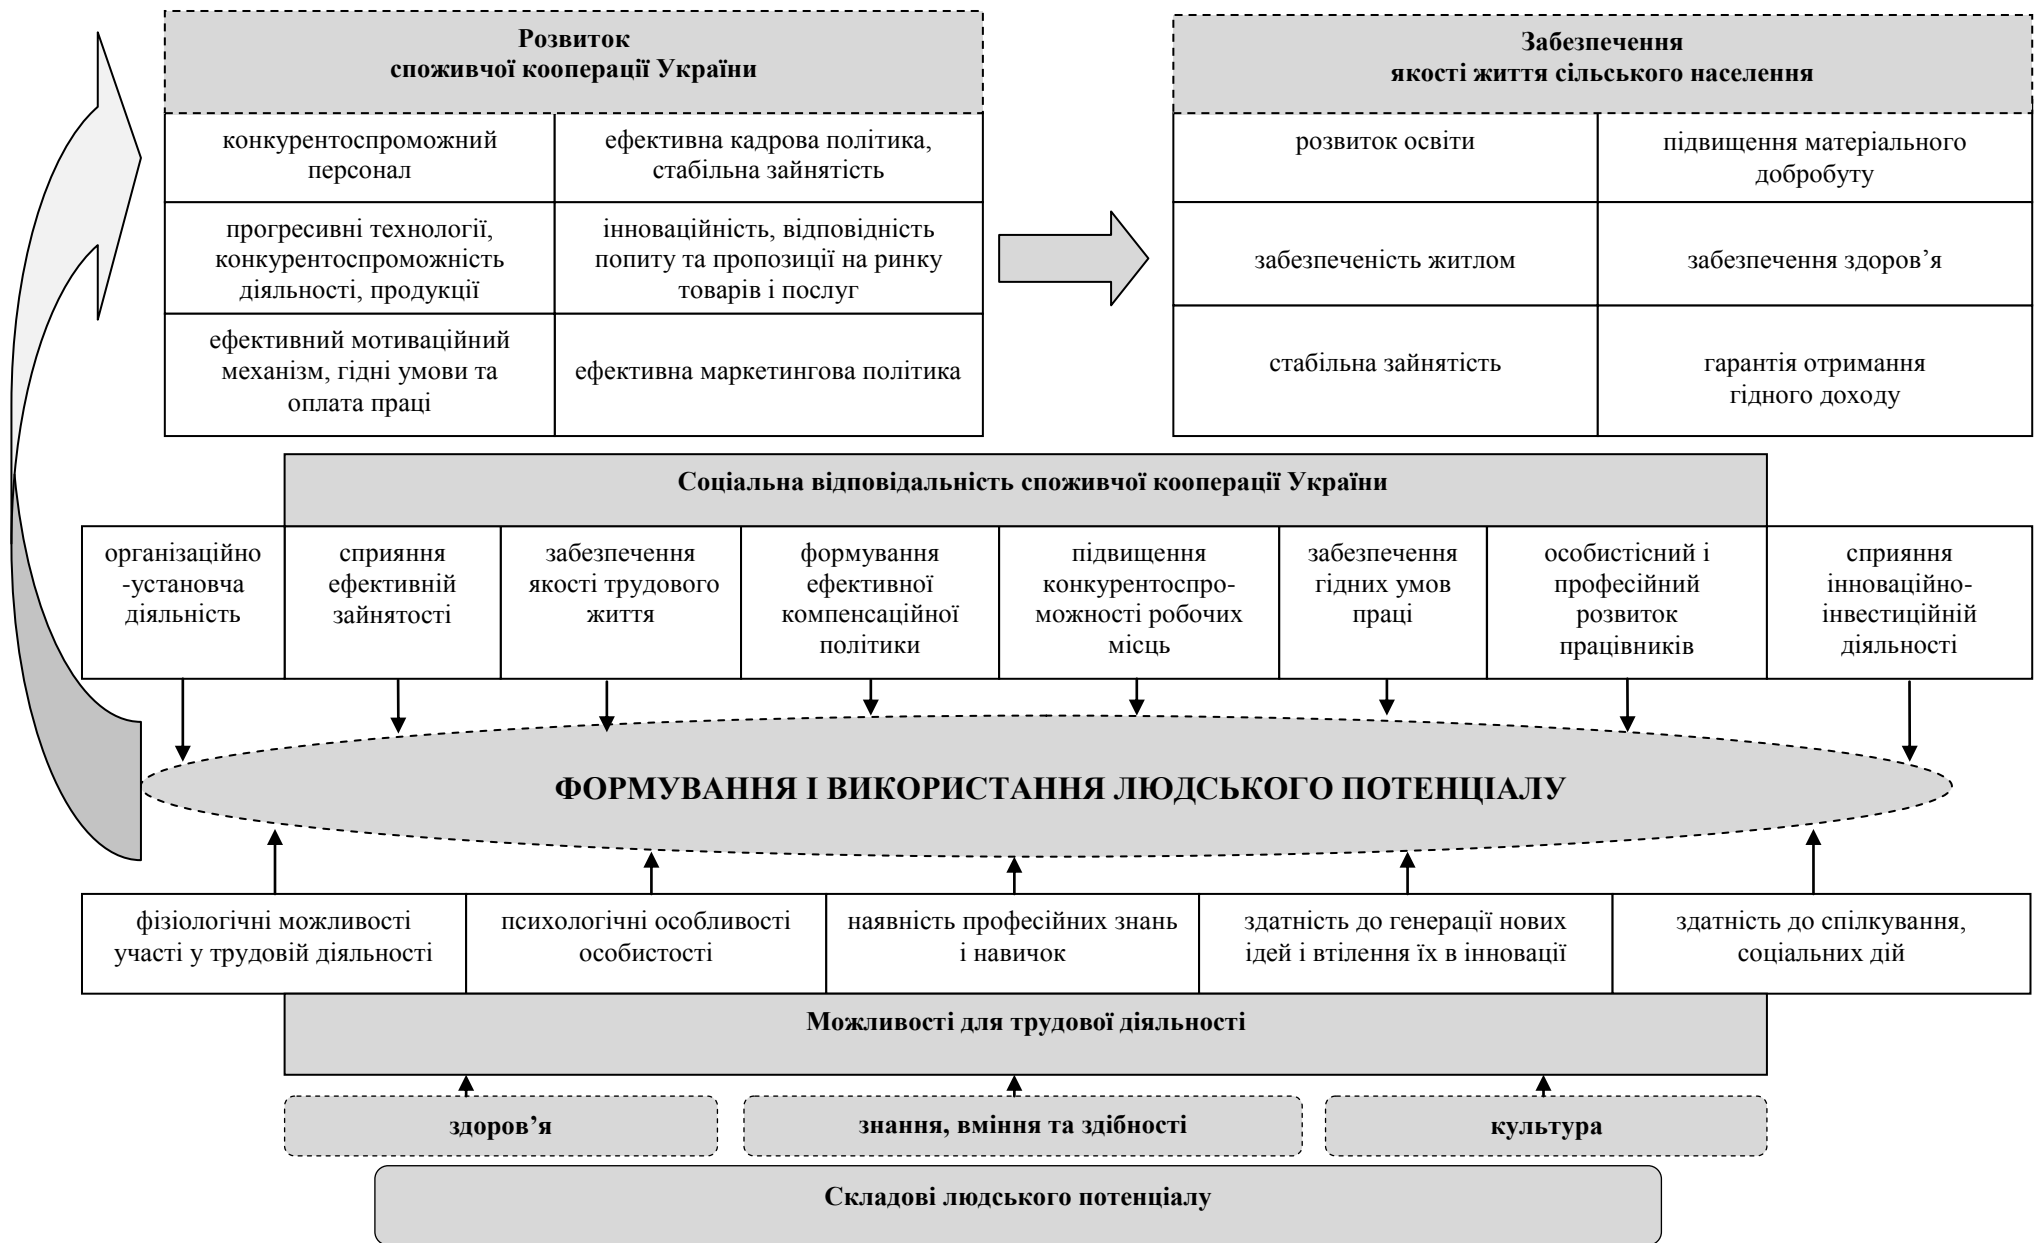 Розвиток
споживчої кооперації України
конкурентоспроможний
персонал
ефективна кадрова політика,
стабільна зайнятість
прогресивні технології,
конкурентоспроможність
діяльності, продукції
інноваційність, відповідність
попиту та пропозиції на ринку
товарів і послуг
ефективний мотиваційний
механізм, гідні умови та
оплата праці
ефективна маркетингова політика
Забезпечення
якості життя сільського населення
розвиток освіти
підвищення матеріального
добробуту
забезпеченість житлом
забезпечення здоров’я
стабільна зайнятість
гарантія отримання
гідного доходу
Соціальна відповідальність споживчої кооперації України
організаційно
-установча
діяльність
сприяння
ефективній
зайнятості
забезпечення
якості трудового
життя
формування
ефективної
компенсаційної
політики
підвищення
конкурентоспро-
можності робочих
місць
забезпечення
гідних умов
праці
особистісний і
професійний
розвиток
працівників
сприяння
інноваційно-
інвестиційній
діяльності
ФОРМУВАННЯ І ВИКОРИСТАННЯ ЛЮДСЬКОГО ПОТЕНЦІАЛУ
фізіологічні можливості
участі у трудовій діяльності
психологічні особливості
особистості
наявність професійних знань
і навичок
здатність до генерації нових
ідей і втілення їх в інновації
здатність до спілкування,
соціальних дій
Можливості для трудової діяльності
здоров’я
знання, вміння та здібності
культура
Складові людського потенціалу